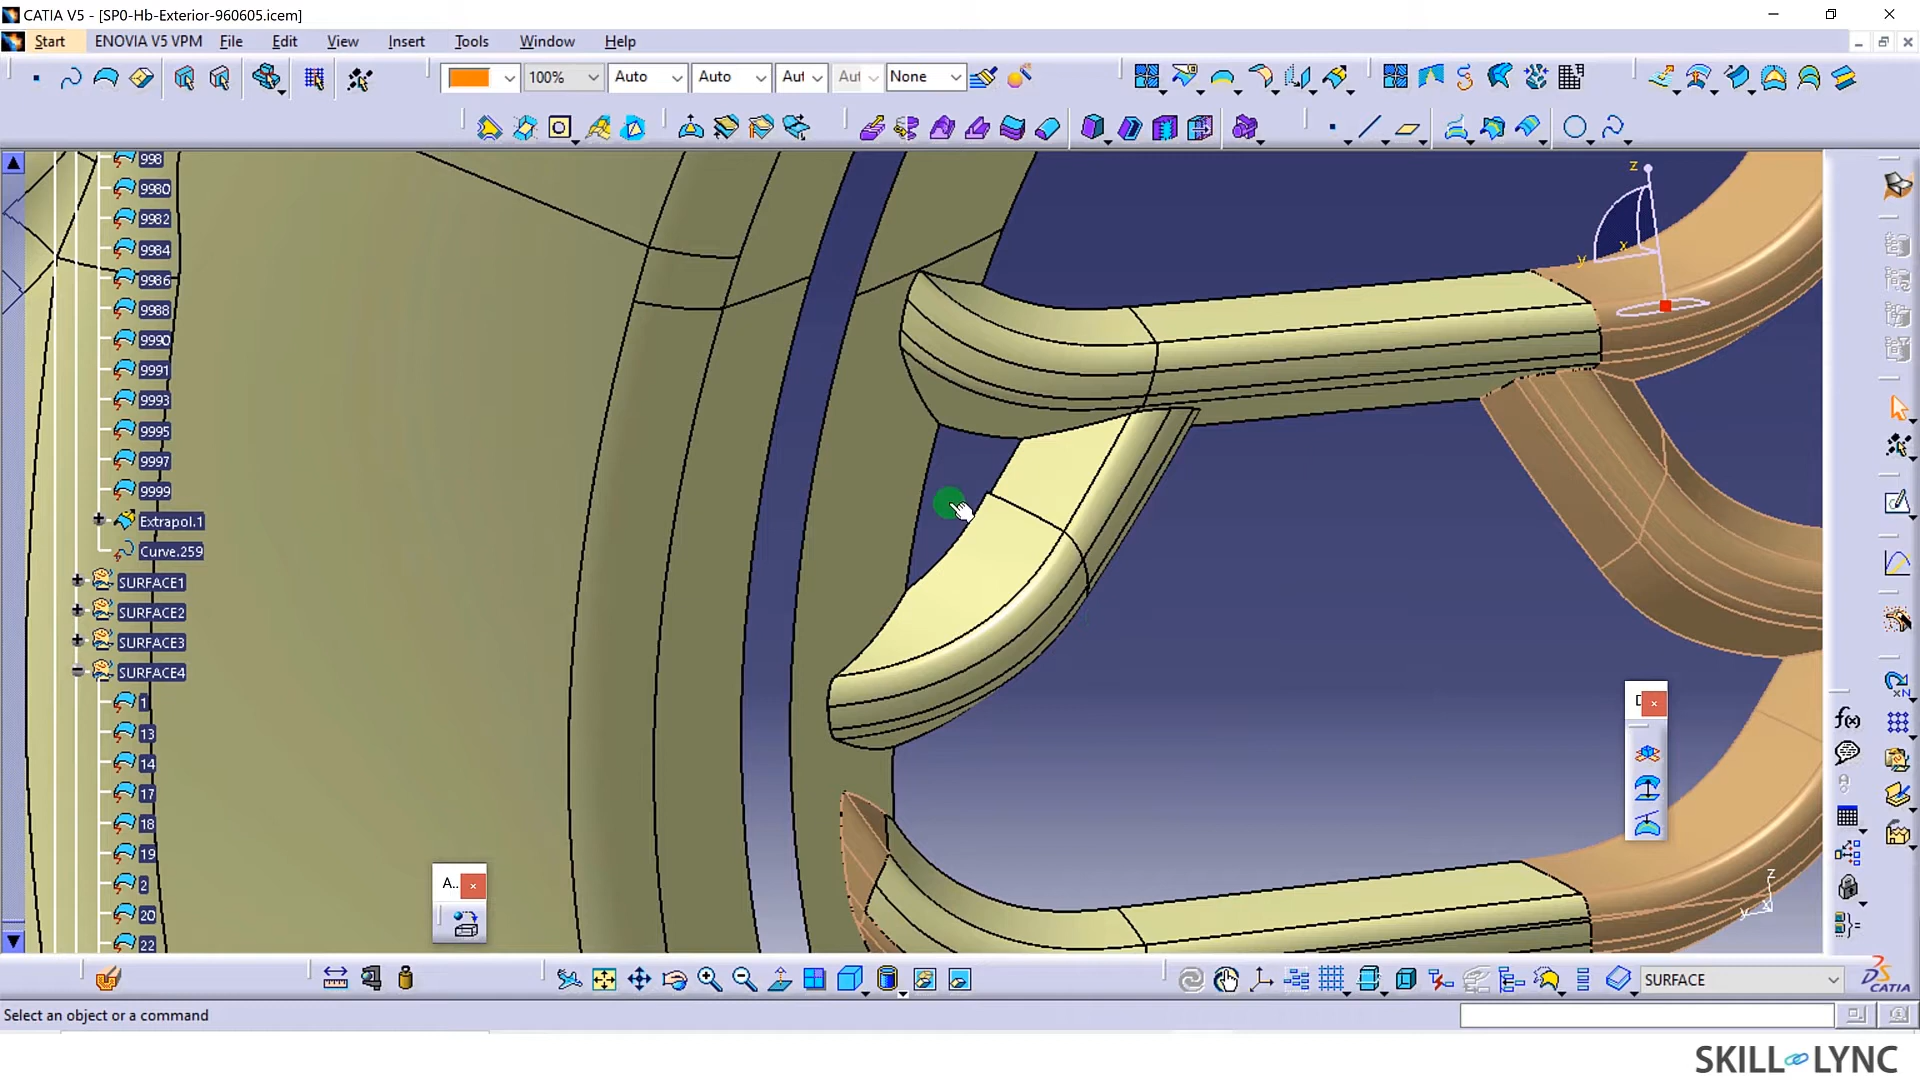 CATIA V5 - [SP0-Hb-Exterior-960605.icem]
Start ENOVIA V5 VPM File Edit View Insert Tools Window Help
100% Auto Auto Aut Aut None
998
9980
9982
9984
9986
9988
9990
9991
9993
9995
9997
9999
Extrapol.1
Curve.259
SURFACE1
SURFACE2
SURFACE3
SURFACE4
1
13
14
17
18
19
2
20
22
z
x
y
A..
f(x)
xN
z
y
x
SURFACE
CATIA
Select an object or a command
SKILL LYNC